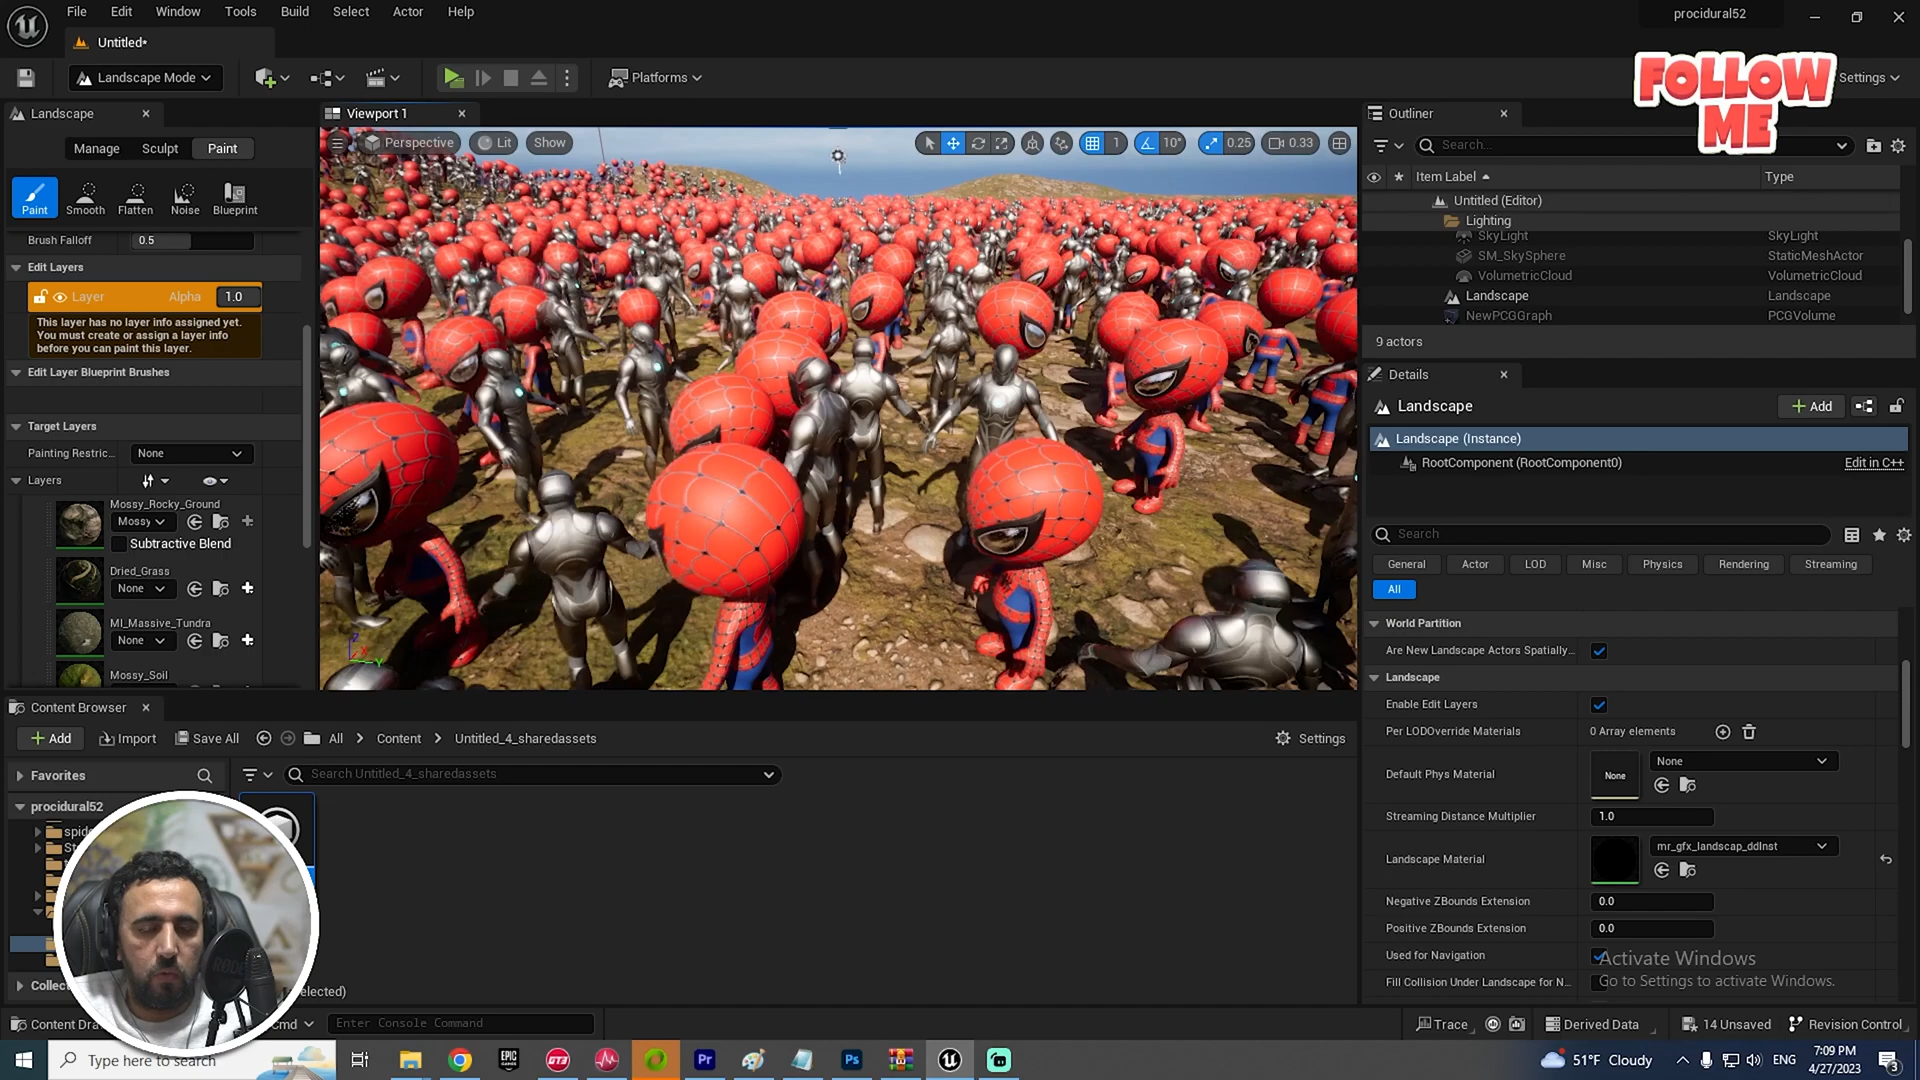 File Edit Window Tools Build Select Actor Help
procidural52
Untitled*
Landscape Mode
Platforms
Settings
FOLLOW
ME
Landscape
Viewport 1
Outliner
Manage Sculpt Paint
Perspective Lit Show
1 10° 0.25 0.33
Search...
Item Label Type
Paint Smooth Flatten Noise Blueprint
Untitled (Editor)
Lighting
SkyLight SkyLight
SM_SkySphere StaticMeshActor
VolumetricCloud VolumetricCloud
Landscape Landscape
NewPCGGraph PCGVolume
9 actors
Brush Falloff 0.5
Edit Layers
Layer Alpha 1.0
This layer has no layer info assigned yet.
You must create or assign a layer info
before you can paint this layer.
Edit Layer Blueprint Brushes
Target Layers
Painting Restric... None
Layers
Mossy_Rocky_Ground
Mossy
Subtractive Blend
Dried_Grass
None
MI_Massive_Tundra
None
Mossy_Soil
Details
Landscape
Add
Landscape (Instance)
RootComponent (RootComponent0) Edit in C++
Search
General Actor LOD Misc Physics Rendering Streaming
All
World Partition
Are New Landscape Actors Spatially...
Landscape
Enable Edit Layers
Per LODOverride Materials 0 Array elements
Default Phys Material None None
Streaming Distance Multiplier 1.0
Landscape Material mr_gfx_landscap_ddInst
Negative ZBounds Extension 0.0
Positive ZBounds Extension 0.0
Used for Navigation
Fill Collision Under Landscape for N...
Activate Windows
Go to Settings to activate Windows.
Content Browser
Add Import Save All All Content Untitled_4_sharedassets Settings
Favorites
Search Untitled_4_sharedassets
procidural52
RODE
Cmd Enter Console Command
Trace Derived Data 14 Unsaved Revision Control
Type here to search
EPIC
GAMES
Pr
Ps
51°F Cloudy
ENG
7:09 PM
4/27/2023
3